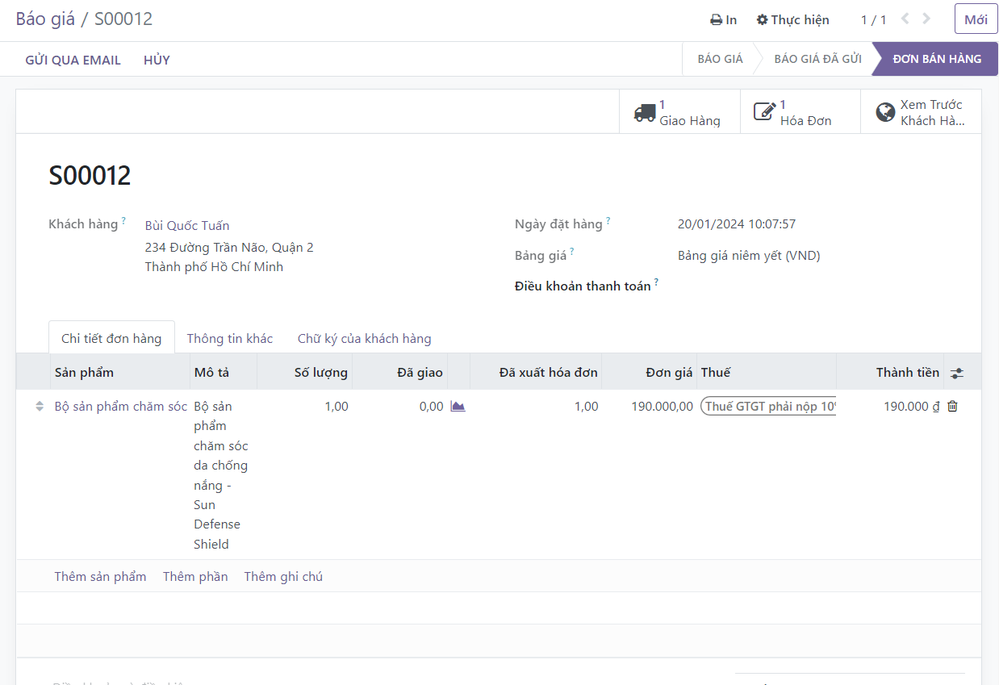 Báo giá / S00012
In
Thực hiện
1 / 1
Mới
GỬI QUA EMAIL
HỦY
BÁO GIÁ
BÁO GIÁ ĐÃ GỬI
ĐƠN BÁN HÀNG
1
Giao Hàng
1
Hóa Đơn
Xem Trước
Khách Hà...
S00012
Khách hàng ?
Bùi Quốc Tuấn
234 Đường Trần Não, Quận 2
Thành phố Hồ Chí Minh
Ngày đặt hàng ?
20/01/2024 10:07:57
Bảng giá ?
Bảng giá niêm yết (VND)
Điều khoản thanh toán ?
Chi tiết đơn hàng
Thông tin khác
Chữ ký của khách hàng
Sản phẩm
Mô tả
Số lượng
Đã giao
Đã xuất hóa đơn
Đơn giá
Thuế
Thành tiền
Bộ sản phẩm chăm sóc
Bộ sản
phẩm
chăm sóc
da chống
nắng -
Sun
Defense
Shield
1,00
0,00
1,00
190.000,00
Thuế GTGT phải nộp 10
190.000 ₫
Thêm sản phẩm
Thêm phần
Thêm ghi chú